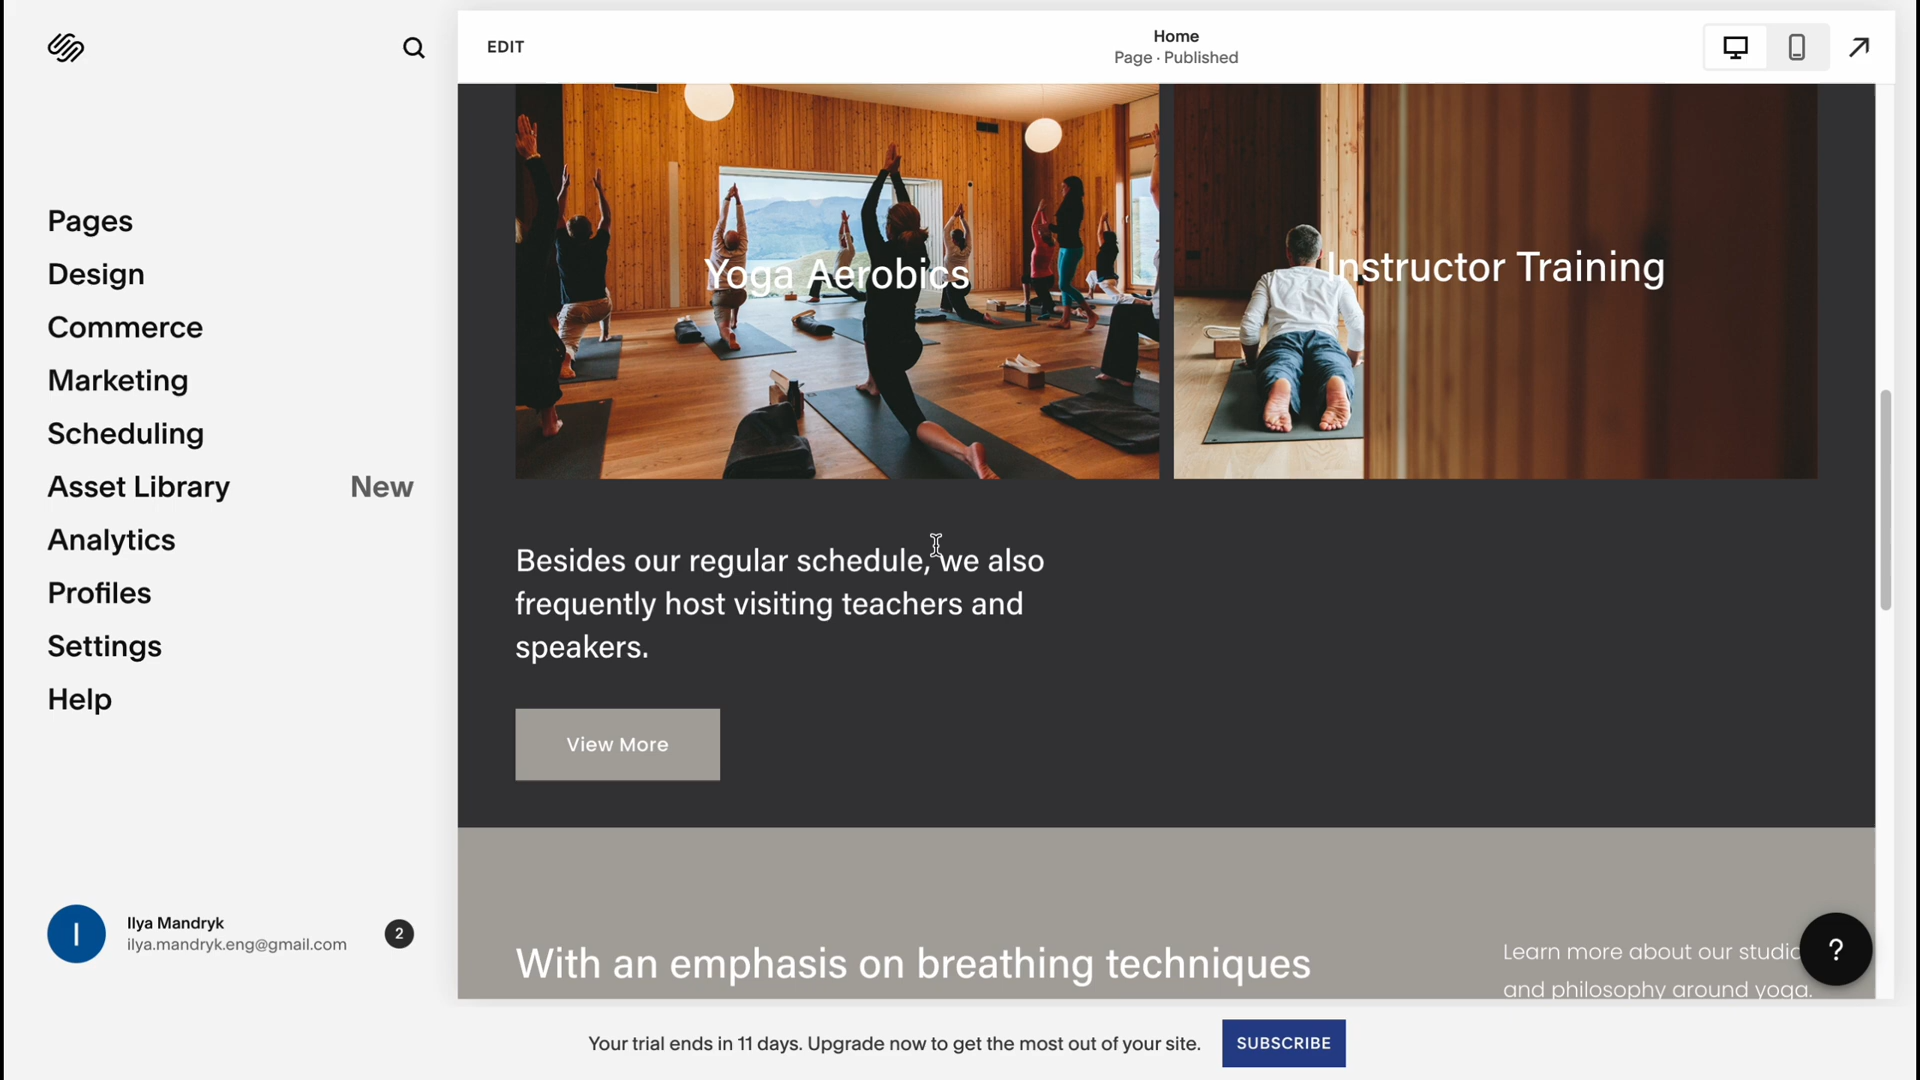 EDIT
Home
Page · Published
Pages
Design
Commerce
Marketing
Scheduling
Asset Library New
Analytics
Profiles
Settings
Help
Ilya Mandryk
ilya.mandryk.eng@gmail.com
2
I
Yoga Aerobics
Instructor Training
Besides our regular schedule, we also
frequently host visiting teachers and
speakers.
View More
With an emphasis on breathing techniques
Learn more about our studio
and philosophy around yoga.
?
Your trial ends in 11 days. Upgrade now to get the most out of your site.
SUBSCRIBE